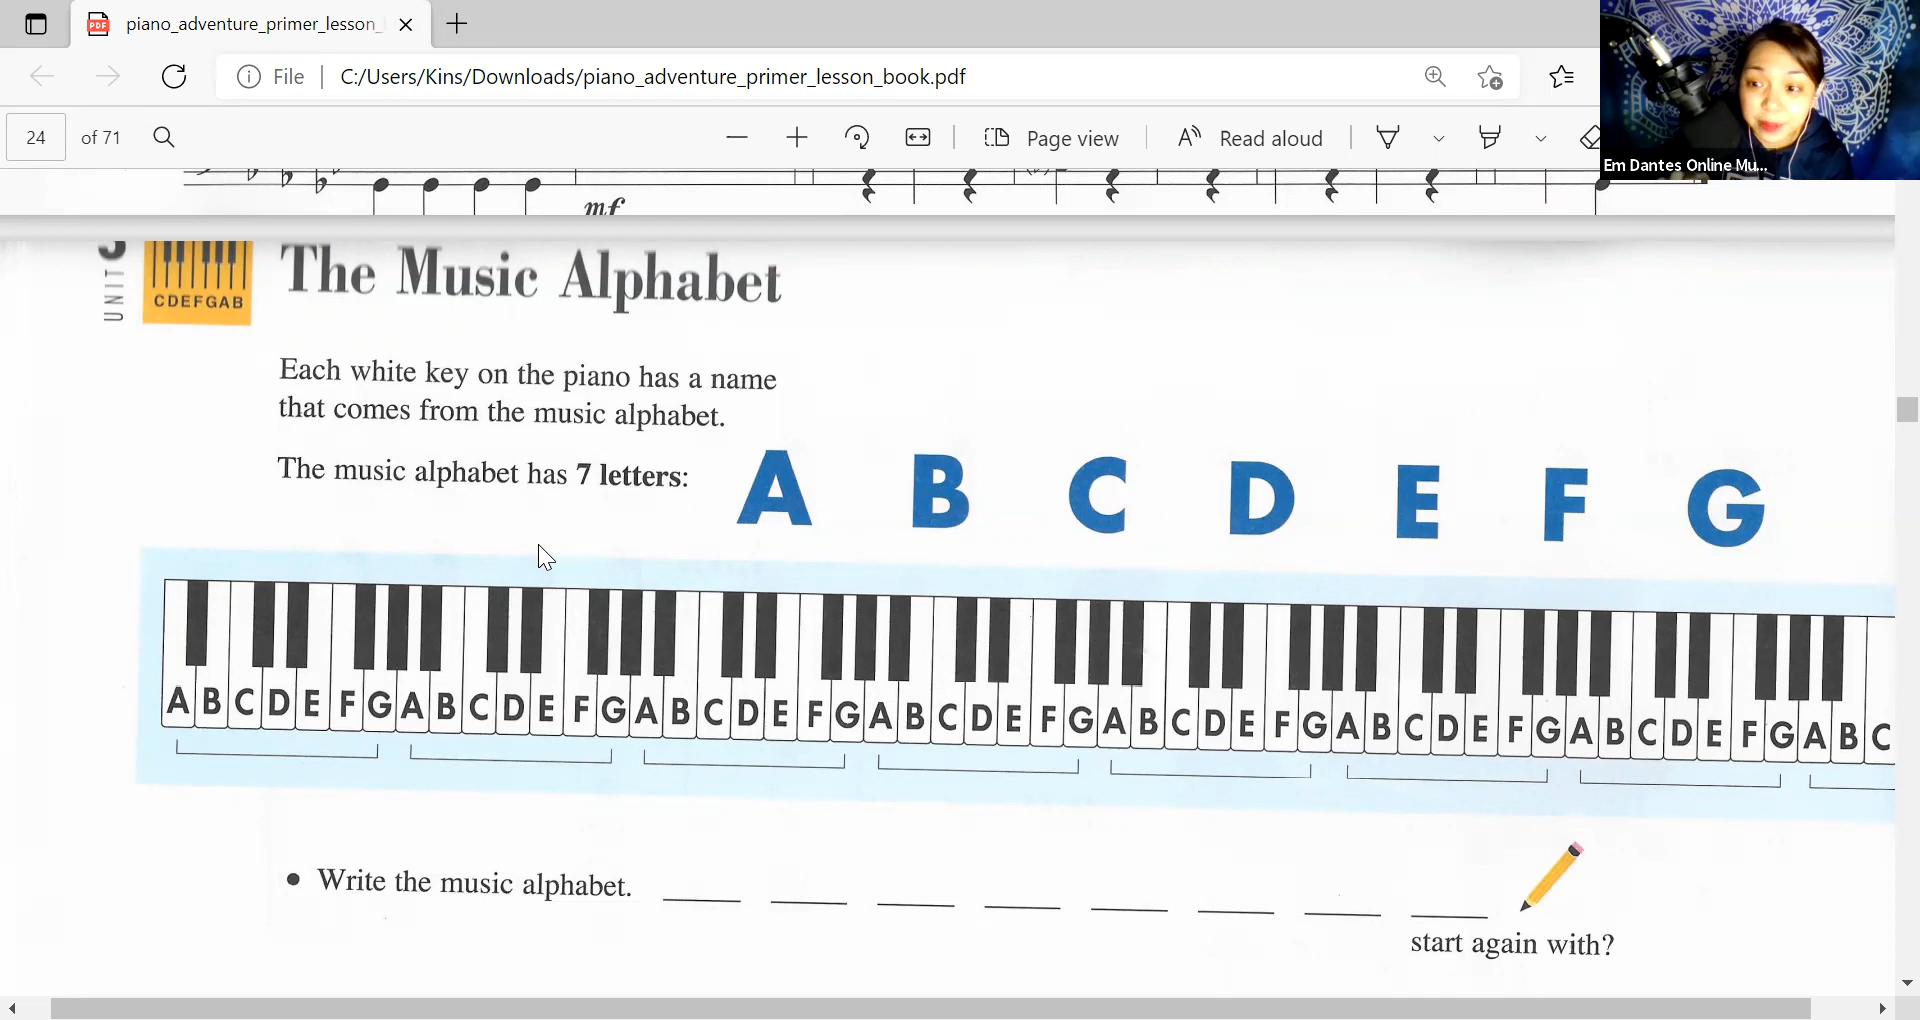 piano_adventure_primer_lesson_
File
C:/Users/Kins/Downloads/piano_adventure_primer_lesson_book.pdf
24 of 71
Page view
Read aloud
Em Dantes Online Mu...
mf
UNIT
CDEFGAB
The Music Alphabet
Each white key on the piano has a name
that comes from the music alphabet.
The music alphabet has 7 letters: A B C D E F G
A B C D E F G A B C D E F G A B C D E F G A B C D E F G A B C D E F G A B C D E F G A B C D E F G A B C
Write the music alphabet.
start again with?